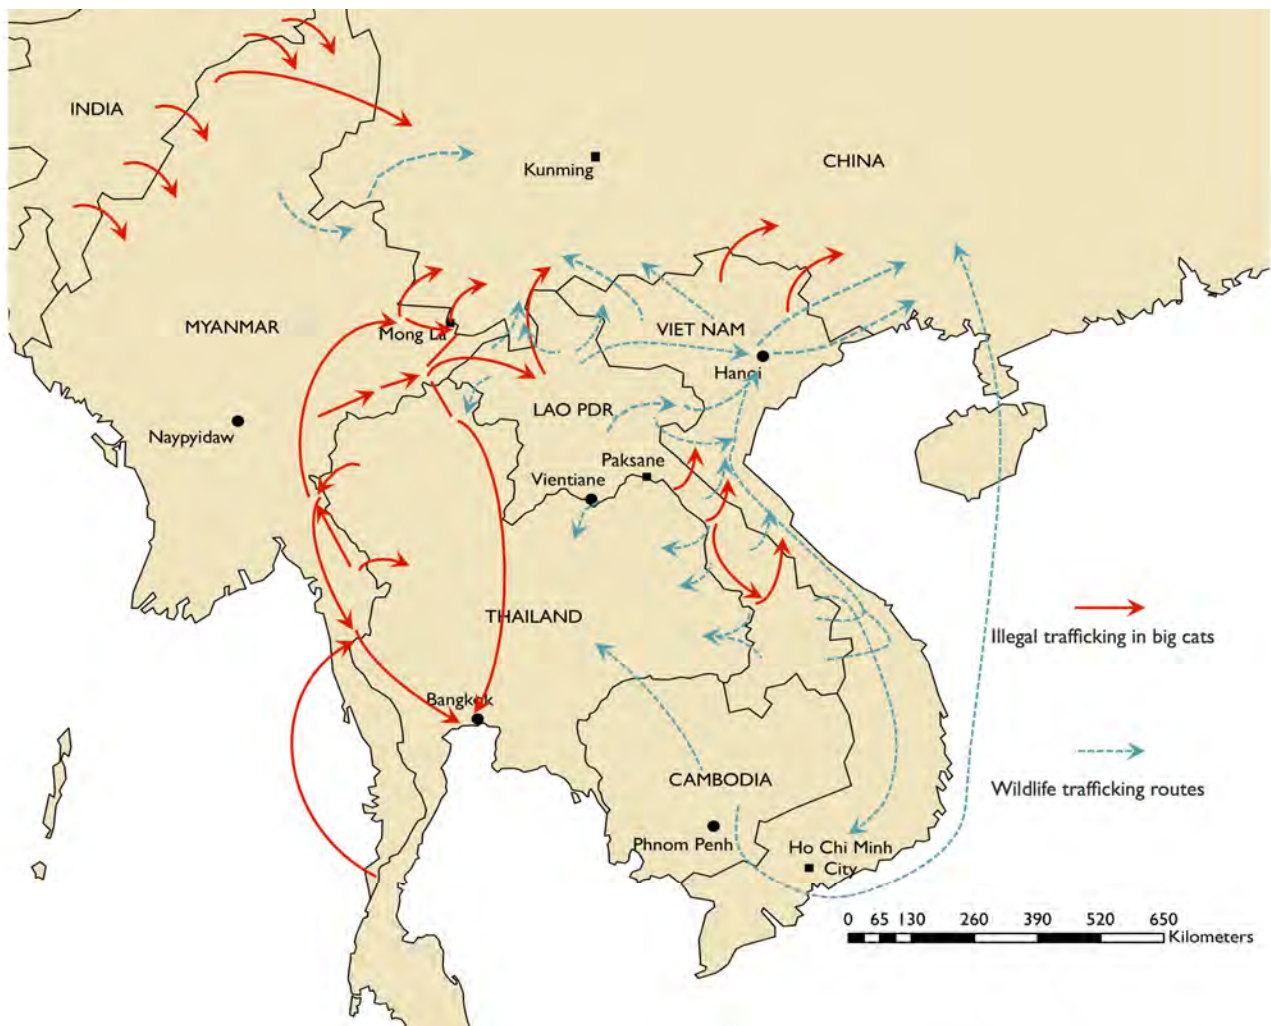 INDIA
CHINA
Kunming
MYANMAR
Mong La
VIET NAM
Hanoi
LAO PDR
Naypyidaw
Paksane
Vientiane
THAILAND
Illegal trafficking in big cats
Bangkok
CAMBODIA
Wildlife trafficking routes
Phnom Penh
Ho Chi Minh
City
0 65 130 260 390 520 650
Kilometers